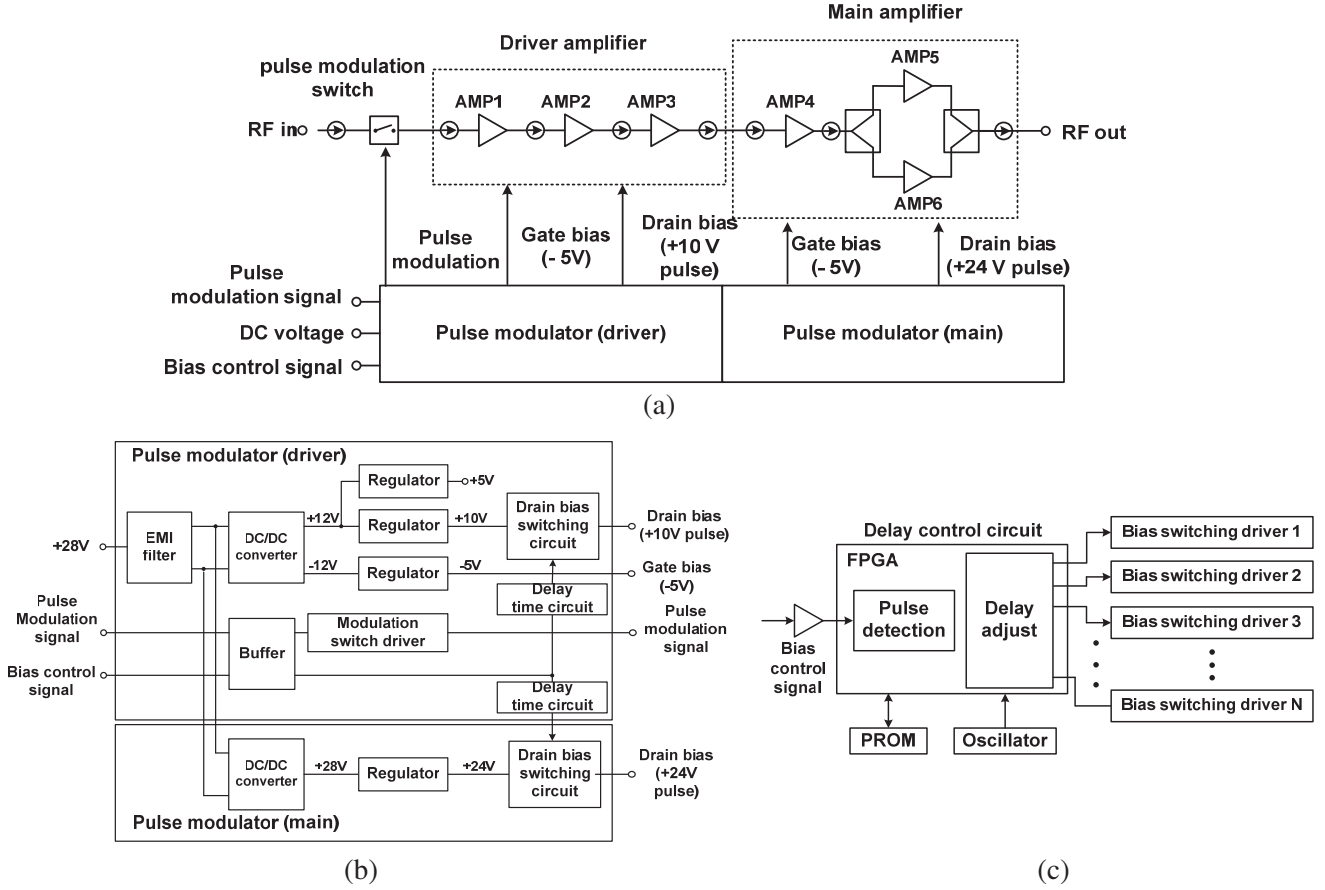 Main amplifier
Driver amplifier
pulse modulation
switch
AMP1
AMP2
AMP3
AMP4
AMP5
AMP6
RF in
RF out
Pulse
modulation
Gate bias
(- 5V)
Drain bias
(+10 V
pulse)
Gate bias
(- 5V)
Drain bias
(+24 V pulse)
Pulse
modulation signal
DC voltage
Bias control signal
Pulse modulator (driver)
Pulse modulator (main)
(a)
Pulse modulator (driver)
+28V
EMI
filter
DC/DC
converter
+12V
-12V
Regulator
+5V
Regulator
+10V
Regulator
-5V
Drain bias
switching
circuit
Drain bias
(+10V pulse)
Gate bias
(-5V)
Delay
time circuit
Pulse
Modulation
signal
Bias control
signal
Buffer
Modulation
switch driver
Pulse
modulation
signal
Delay
time circuit
DC/DC
converter
+28V
Regulator
+24V
Drain bias
switching
circuit
Drain bias
(+24V
pulse)
Pulse modulator (main)
(b)
Delay control circuit
FPGA
Pulse
detection
Delay
adjust
Bias
control
signal
PROM
Oscillator
Bias switching driver 1
Bias switching driver 2
Bias switching driver 3
Bias switching driver N
(c)